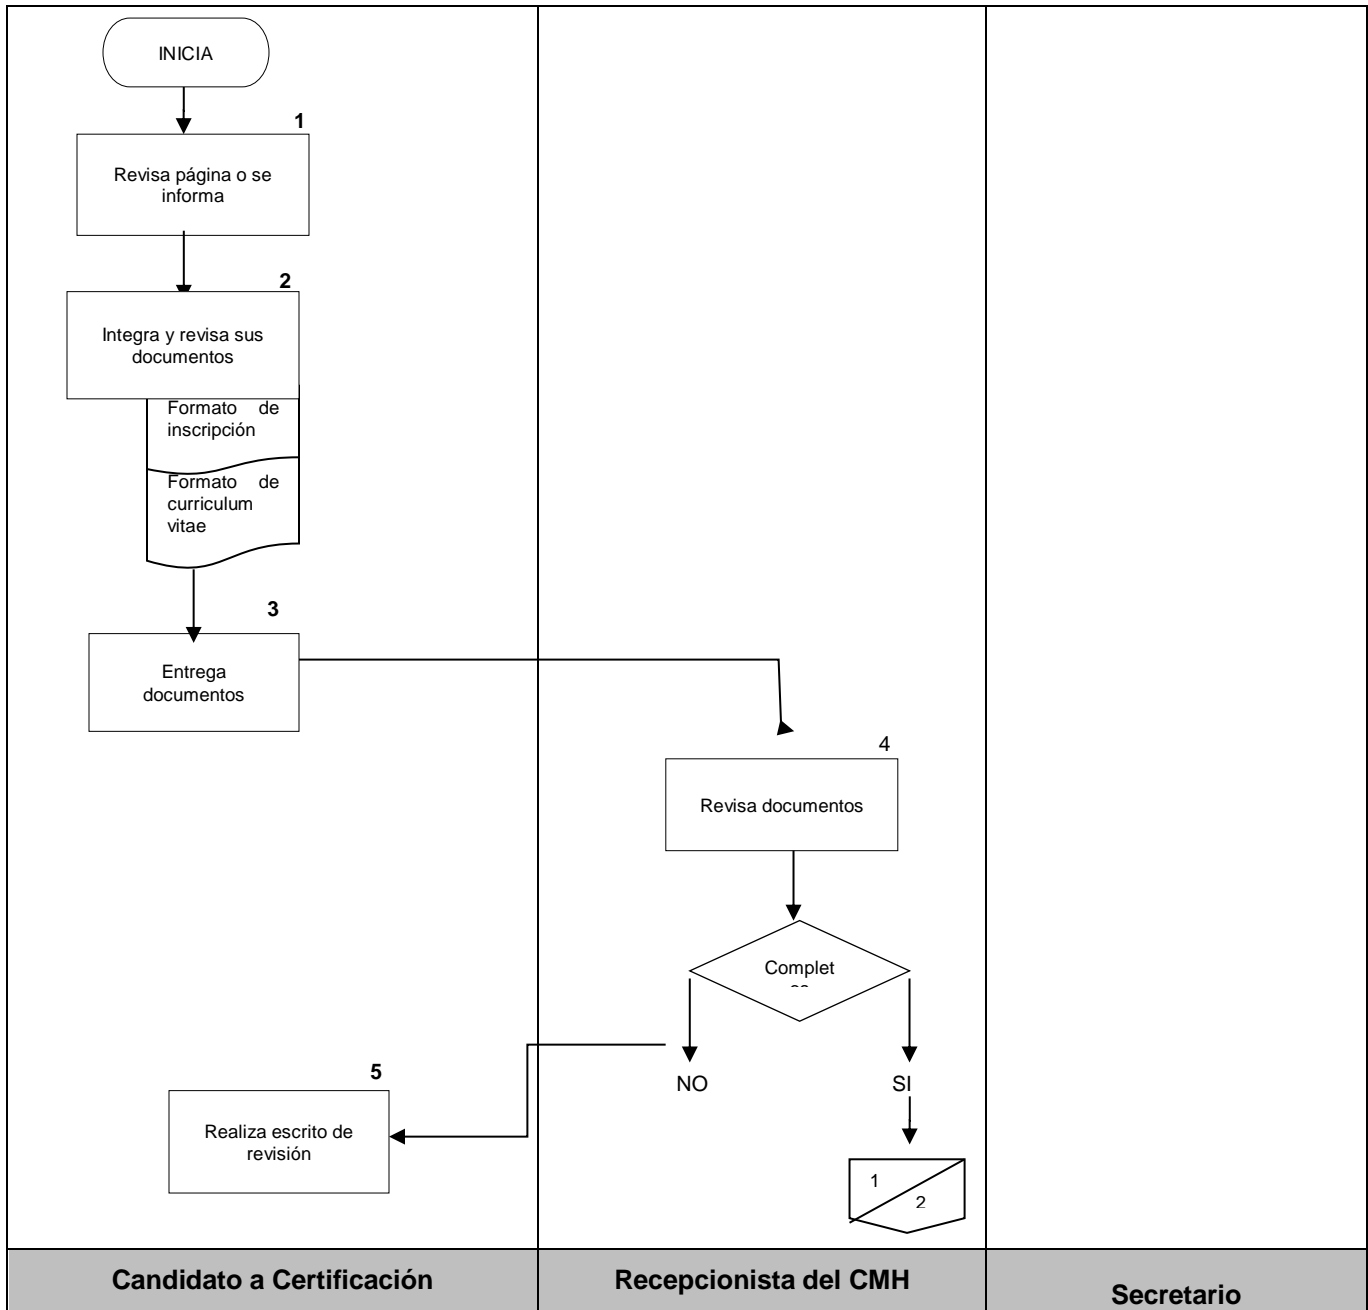 INICIA
1
Revisa página o se
informa
2
Integra y revisa sus
documentos
Formato de
inscripción
Formato de
curriculum
vitae
3
Entrega
documentos
4
Revisa documentos
Complet
NO
SI
5
Realiza escrito de
revisión
1
2
Candidato a Certificación
Recepcionista del CMH
Secretario